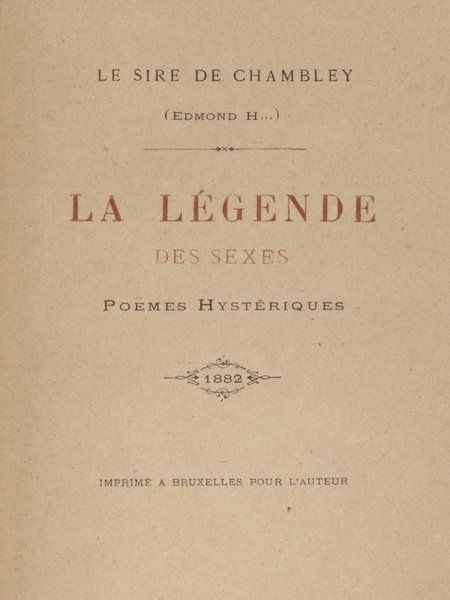 LE SIRE DE CHAMBLEY
(EDMOND H...)
LA LÉGENDE
DES SEXES
POËMES HYSTÉRIQUES
1882
IMPRIMÉ A BRUXELLES POUR L'AUTEUR